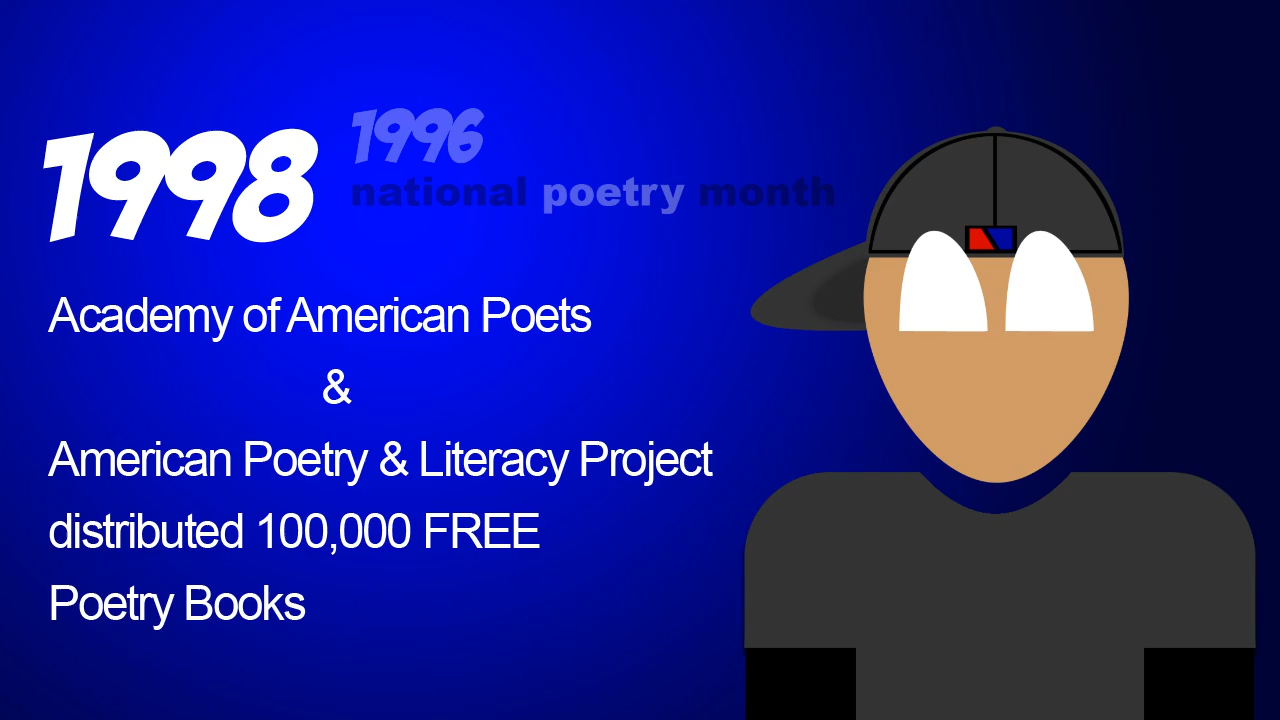 1998
1996
national poetry month
Academy of American Poets
&
American Poetry & Literacy Project
distributed 100,000 FREE
Poetry Books